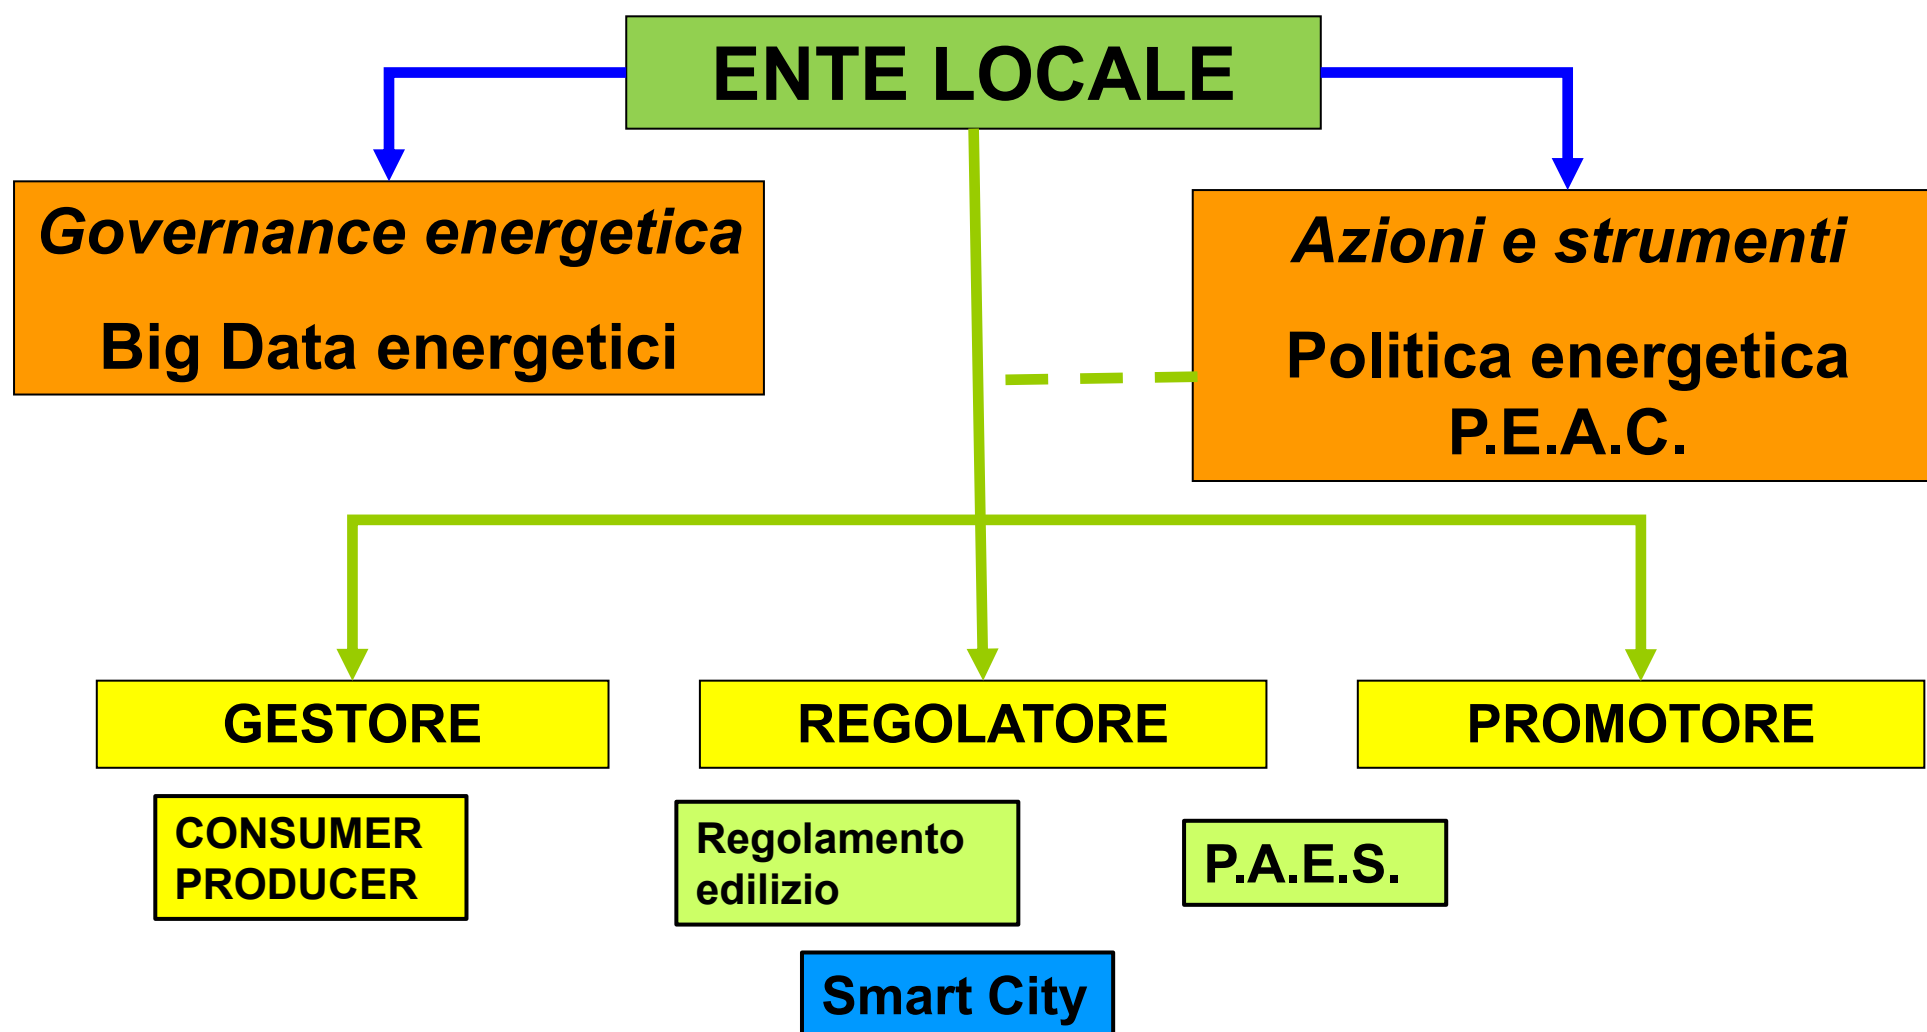 ENTE LOCALE
Governance energetica
Big Data energetici
Azioni e strumenti
Politica energetica
P.E.A.C.
GESTORE
REGOLATORE
PROMOTORE
CONSUMER
PRODUCER
Regolamento
edilizio
P.A.E.S.
Smart City